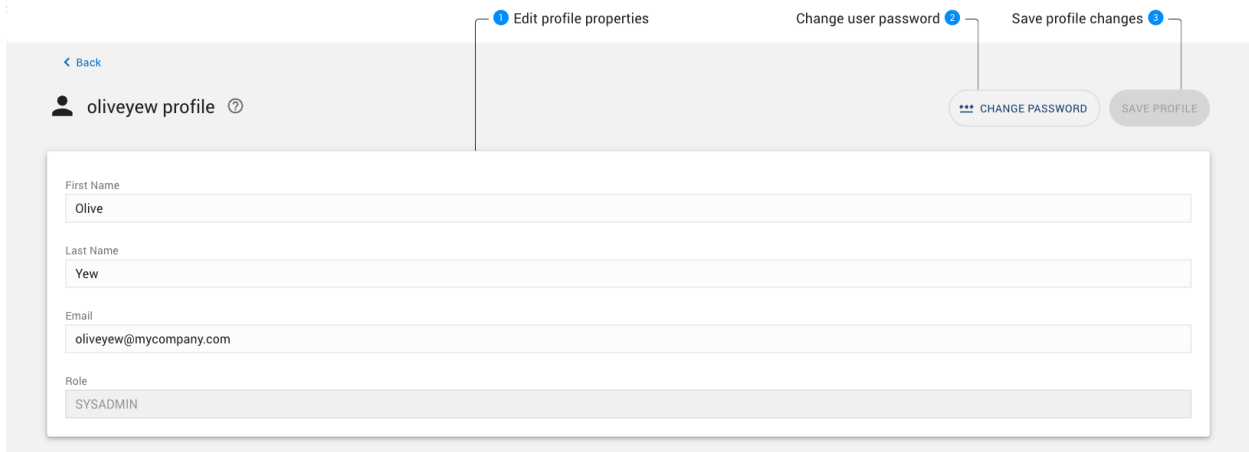 1 Edit profile properties
Change user password 2
Save profile changes 3
Back
oliveyew profile ?
*** CHANGE PASSWORD
SAVE PROFILE
First Name
Olive
Last Name
Yew
Email
oliveyew@mycompany.com
Role
SYSADMIN